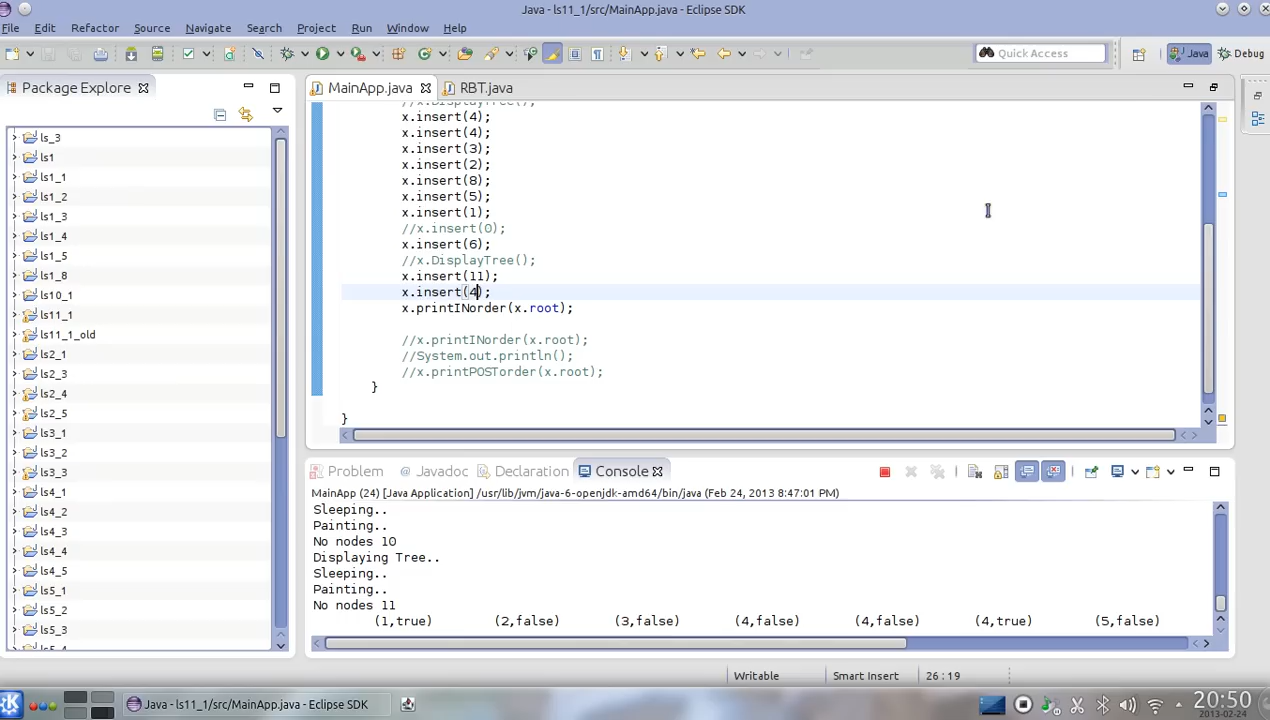 Java - ls11_1/src/MainApp.java - Eclipse SDK
File Edit Refactor Source Navigate Search Project Run Window Help
Quick Access
Java
Debug
Package Explorer
MainApp.java
RBT.java
ls_3
ls1
ls1_1
ls1_2
ls1_3
ls1_4
ls1_5
ls1_8
ls10_1
ls11_1
ls11_1_old
ls2_1
ls2_3
ls2_4
ls2_5
ls3_1
ls3_2
ls3_3
ls4_1
ls4_2
ls4_3
ls4_4
ls4_5
ls5_1
ls5_2
ls5_3
ls5_4
//x.DisplayTree();
x.insert(4);
x.insert(4);
x.insert(3);
x.insert(2);
x.insert(8);
x.insert(5);
x.insert(1);
//x.insert(0);
x.insert(6);
//x.DisplayTree();
x.insert(11);
x.insert(4);
x.printINorder(x.root);
//x.printINorder(x.root);
//System.out.println();
//x.printPOSTorder(x.root);
}
}
Problem
@ Javadoc
Declaration
Console
MainApp (24) [Java Application] /usr/lib/jvm/java-6-openjdk-amd64/bin/java (Feb 24, 2013 8:47:01 PM)
Sleeping..
Painting..
No nodes 10
Displaying Tree..
Sleeping..
Painting..
No nodes 11
(1,true) (2,false) (3,false) (4,false) (4,false) (4,true) (5,false)
Writable
Smart Insert
26 : 19
Java - ls11_1/src/MainApp.java - Eclipse SDK
20:50
2013-02-24